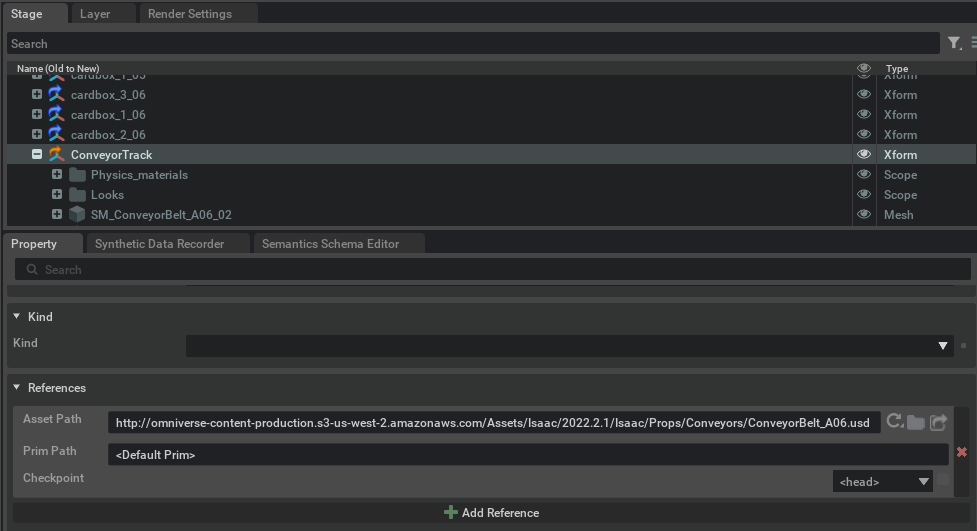 Stage Layer Render Settings
Search
Name (Old to New) Type
cardbox_1_05 Xform
cardbox_3_06 Xform
cardbox_1_06 Xform
cardbox_2_06 Xform
ConveyorTrack Xform
Physics_materials Scope
Looks Scope
SM_ConveyorBelt_A06_02 Mesh
Property Synthetic Data Recorder Semantics Schema Editor
Search
Kind
Kind
References
Asset Path http://omniverse-content-production.s3-us-west-2.amazonaws.com/Assets/Isaac/2022.2.1/Isaac/Props/Conveyors/ConveyorBelt_A06.usd
Prim Path <Default Prim>
Checkpoint <head>
Add Reference